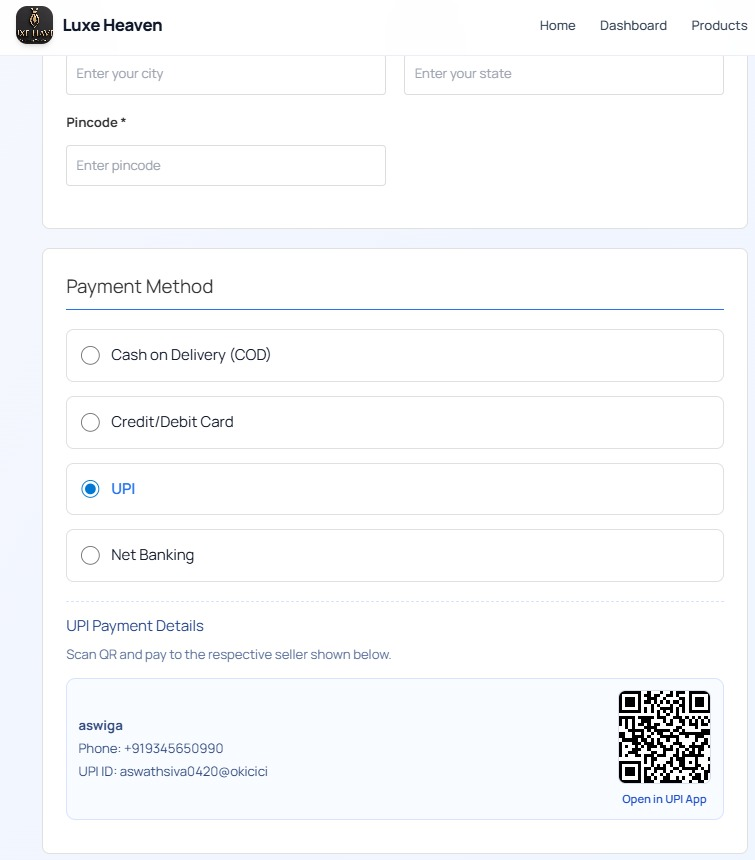 Luxe Heaven
Home Dashboard Products
Enter your city Enter your state
Pincode *
Enter pincode
Payment Method
Cash on Delivery (COD)
Credit/Debit Card
UPI
Net Banking
UPI Payment Details
Scan QR and pay to the respective seller shown below.
aswiga
Phone: +919345650990
UPI ID: aswathsiva0420@okicici
Open in UPI App